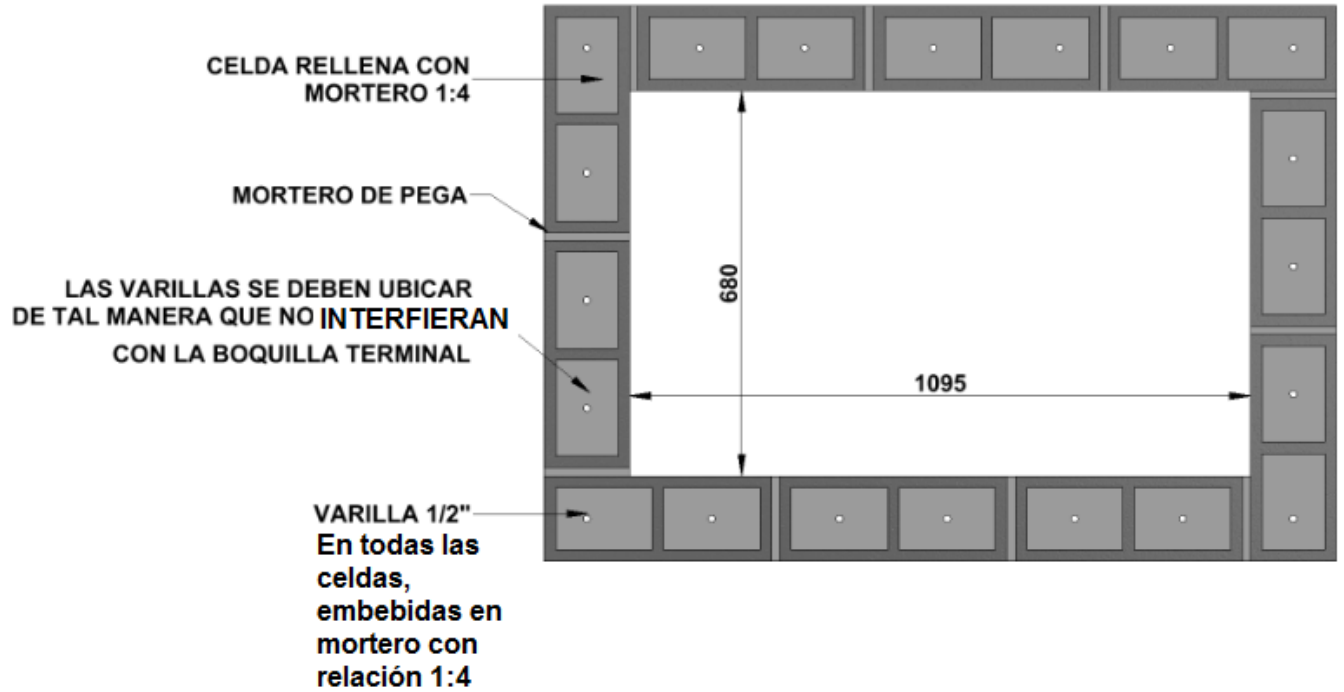 CELDA RELLENA CON
MORTERO 1:4
MORTERO DE PEGA
LAS VARILLAS SE DEBEN UBICAR
DE TAL MANERA QUE NO INTERFIERAN
CON LA BOQUILLA TERMINAL
680
1095
VARILLA 1/2"
En todas las
celdas,
embebidas en
mortero con
relación 1:4